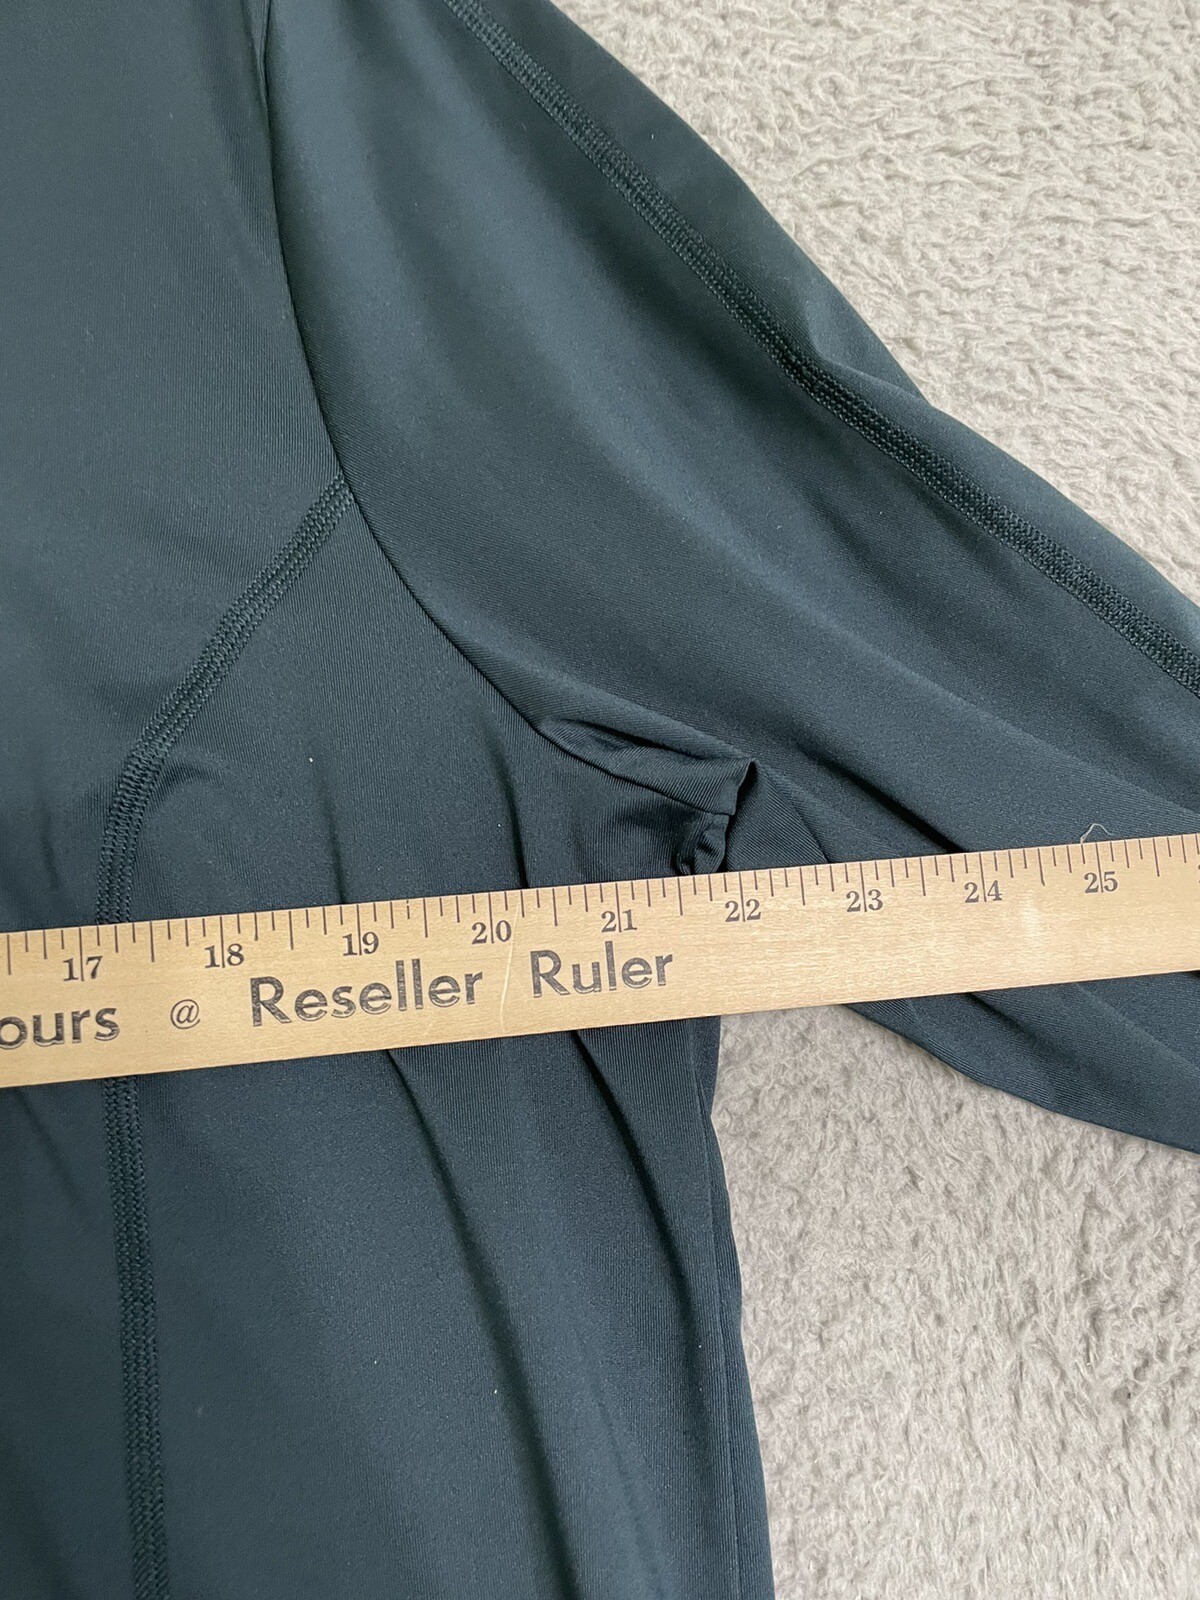 17 18 19 20 21 22 23 24 25
ours @ Reseller Ruler